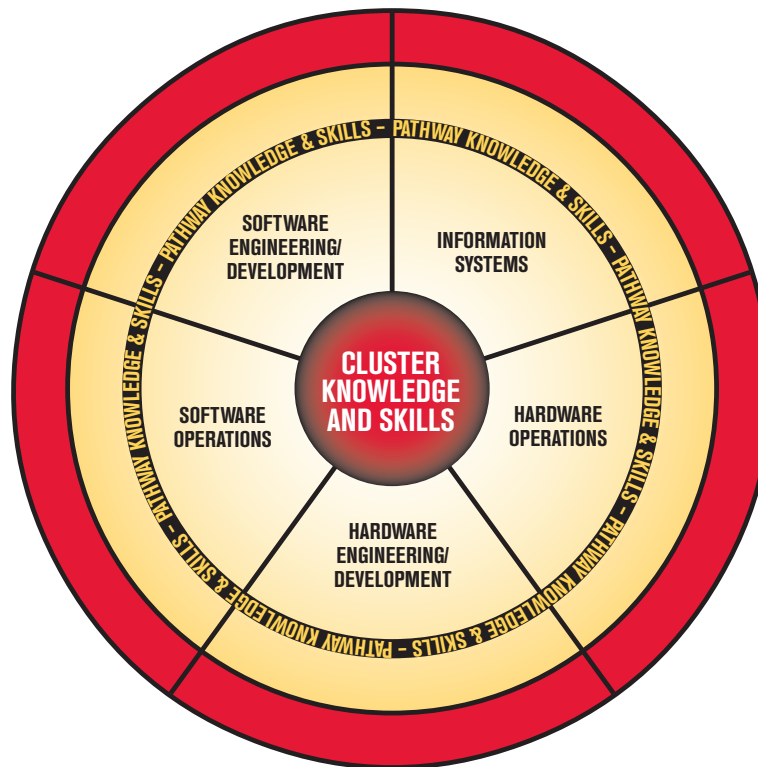 PATHWAY KNOWLEDGE & SKILLS – PATHWAY KNOWLEDGE & SKILLS – PATHWAY KNOWLEDGE & SKILLS – PATHWAY KNOWLEDGE & SKILLS – PATHWAY KNOWLEDGE & SKILLS –
SOFTWARE
ENGINEERING/
DEVELOPMENT
INFORMATION
SYSTEMS
CLUSTER
KNOWLEDGE
AND SKILLS
SOFTWARE
OPERATIONS
HARDWARE
OPERATIONS
HARDWARE
ENGINEERING/
DEVELOPMENT